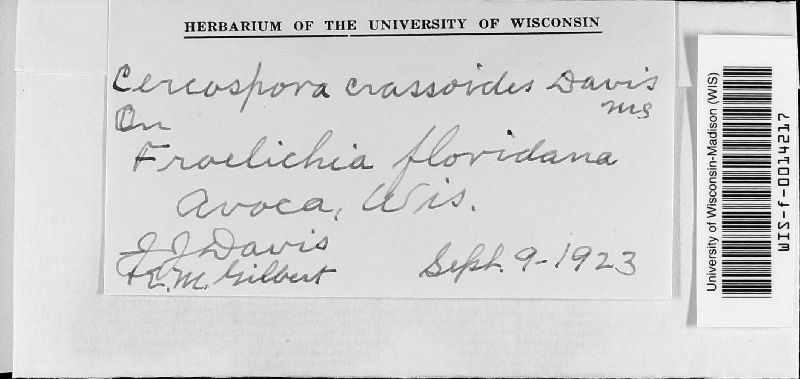 HERBARIUM OF THE UNIVERSITY OF WISCONSIN
Cercospora crassoides Davis
ms
On
Froelichia floridana
Avoca, Wis.
J J Davis
+ E. M. Gilbert
Sept. 9-1923
University of Wisconsin-Madison (WIS)
WIS-f-0014217